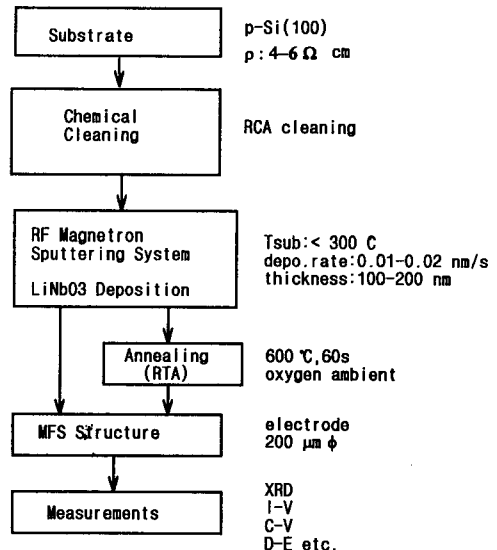 Substrate
p-Si(100)
ρ:4-6Ω cm
Chemical
Cleaning
RCA cleaning
RF Magnetron
Sputtering System
LiNbO3 Deposition
Tsub:< 300 C
depo.rate:0.01-0.02 nm/s
thickness:100-200 nm
Annealing
(RTA)
600 ℃,60s
oxygen ambient
MFS Structure
electrode
200 μm ϕ
Measurements
XRD
I-V
C-V
D-E etc.